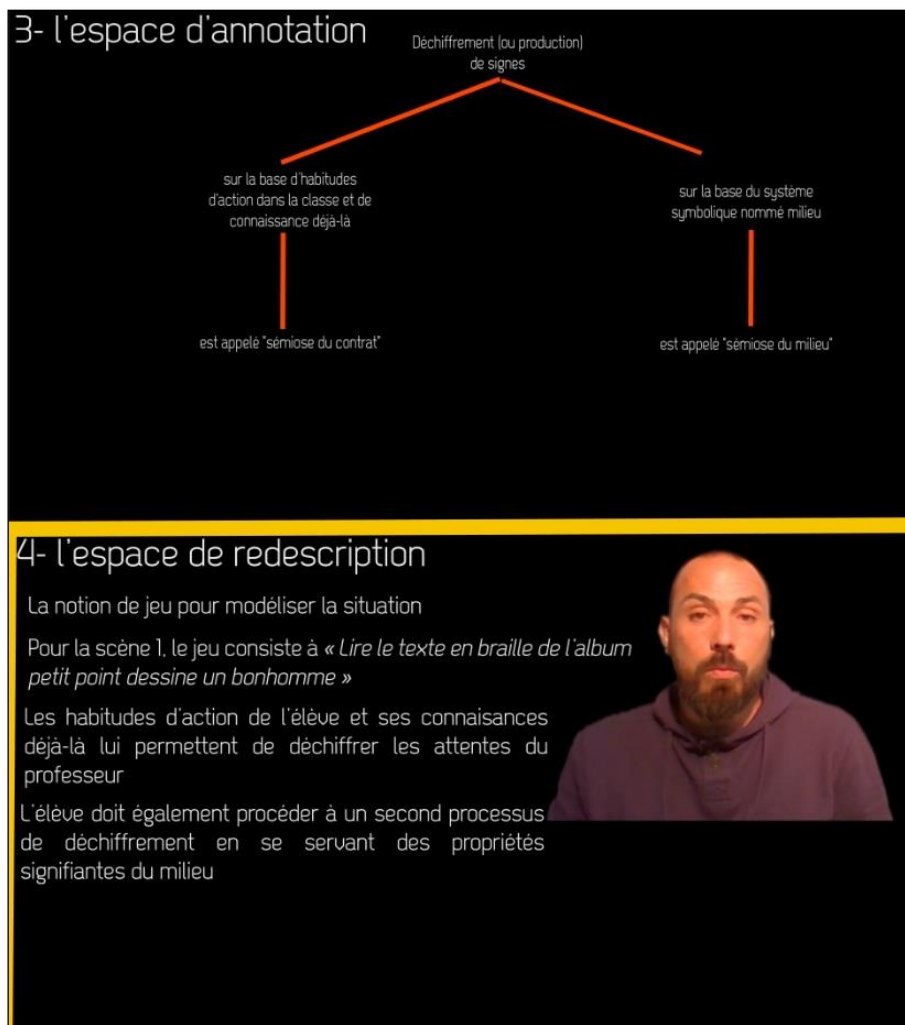 3- l'espace d'annotation
Déchiffrement (ou production)
de signes
sur la base d'habitudes
d'action dans la classe et de
connaissance déjà-là
sur la base du système
symbolique nommé milieu
est appelé "sémiose du contrat"
est appelé "sémiose du milieu"
4- l'espace de redescription
La notion de jeu pour modéliser la situation
Pour la scène 1, le jeu consiste à « Lire le texte en braille de l'album
petit point dessine un bonhomme »
Les habitudes d'action de l'élève et ses connaisances
déjà-là lui permettent de déchiffrer les attentes du
professeur
L'élève doit également procéder à un second processus
de déchiffrement en se servant des propriétés
signifiantes du milieu